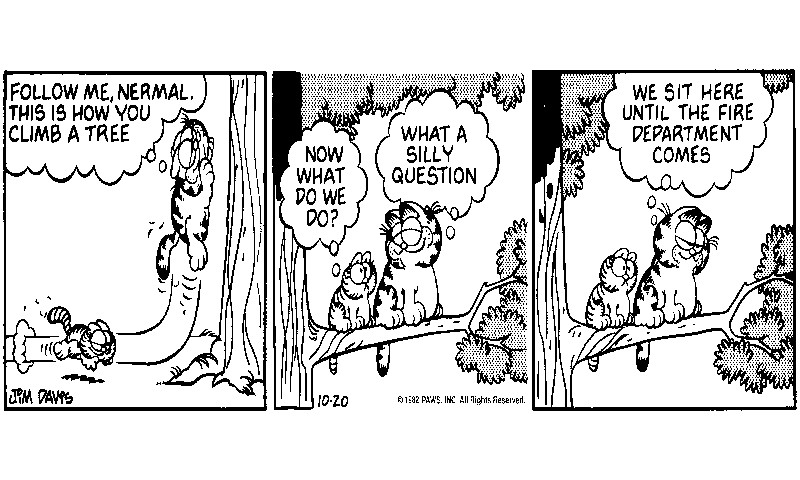 FOLLOW ME, NERMAL.
THIS IS HOW YOU
CLIMB A TREE
JIM DAVIS
NOW
WHAT
DO WE
DO?
WHAT A
SILLY
QUESTION
10-20
© 1982 PAWS, INC. All Rights Reserved.
WE SIT HERE
UNTIL THE FIRE
DEPARTMENT
COMES